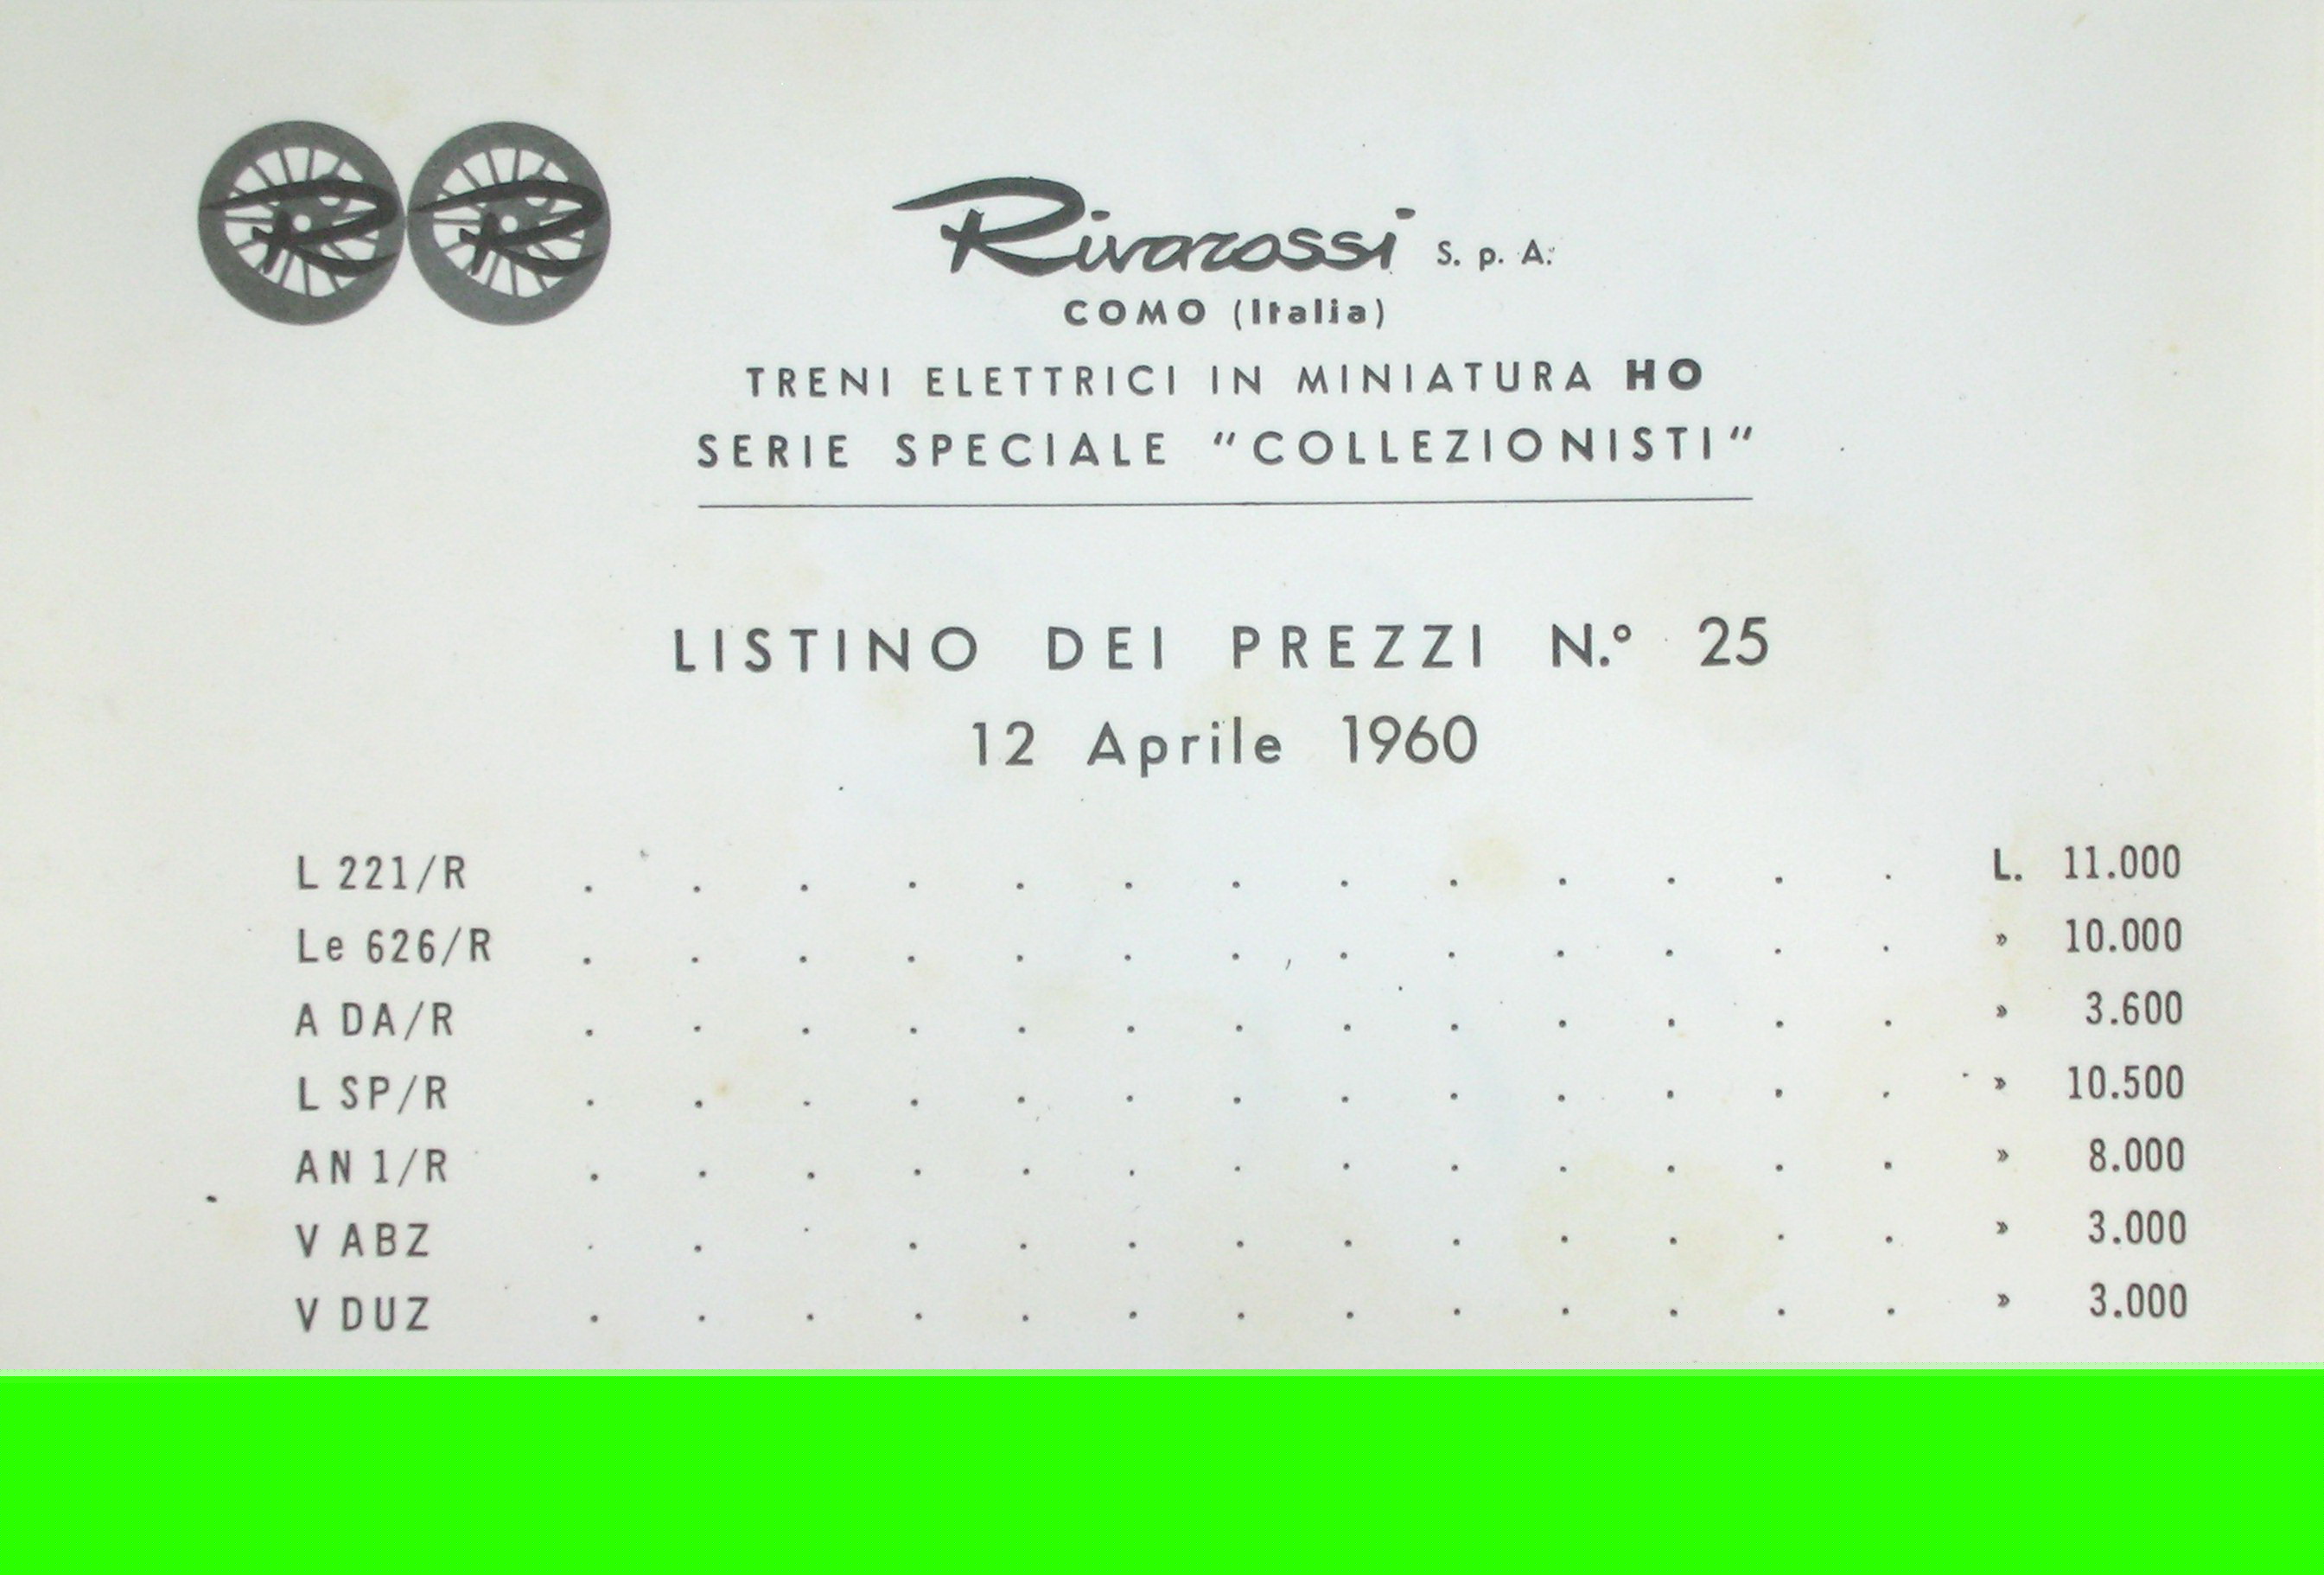 R R
Rivarossi S. p. A.
COMO (Italia)
TRENI ELETTRICI IN MINIATURA HO
SERIE SPECIALE "COLLEZIONISTI"
LISTINO DEI PREZZI N.° 25
12 Aprile 1960
L 221/R . . . . . . . . . . . . . L. 11.000
Le 626/R . . . . . . . . . . . . . » 10.000
A DA/R . . . . . . . . . . . . . » 3.600
L SP/R . . . . . . . . . . . . . » 10.500
AN 1/R . . . . . . . . . . . . . » 8.000
V ABZ . . . . . . . . . . . . . » 3.000
V DUZ . . . . . . . . . . . . . » 3.000